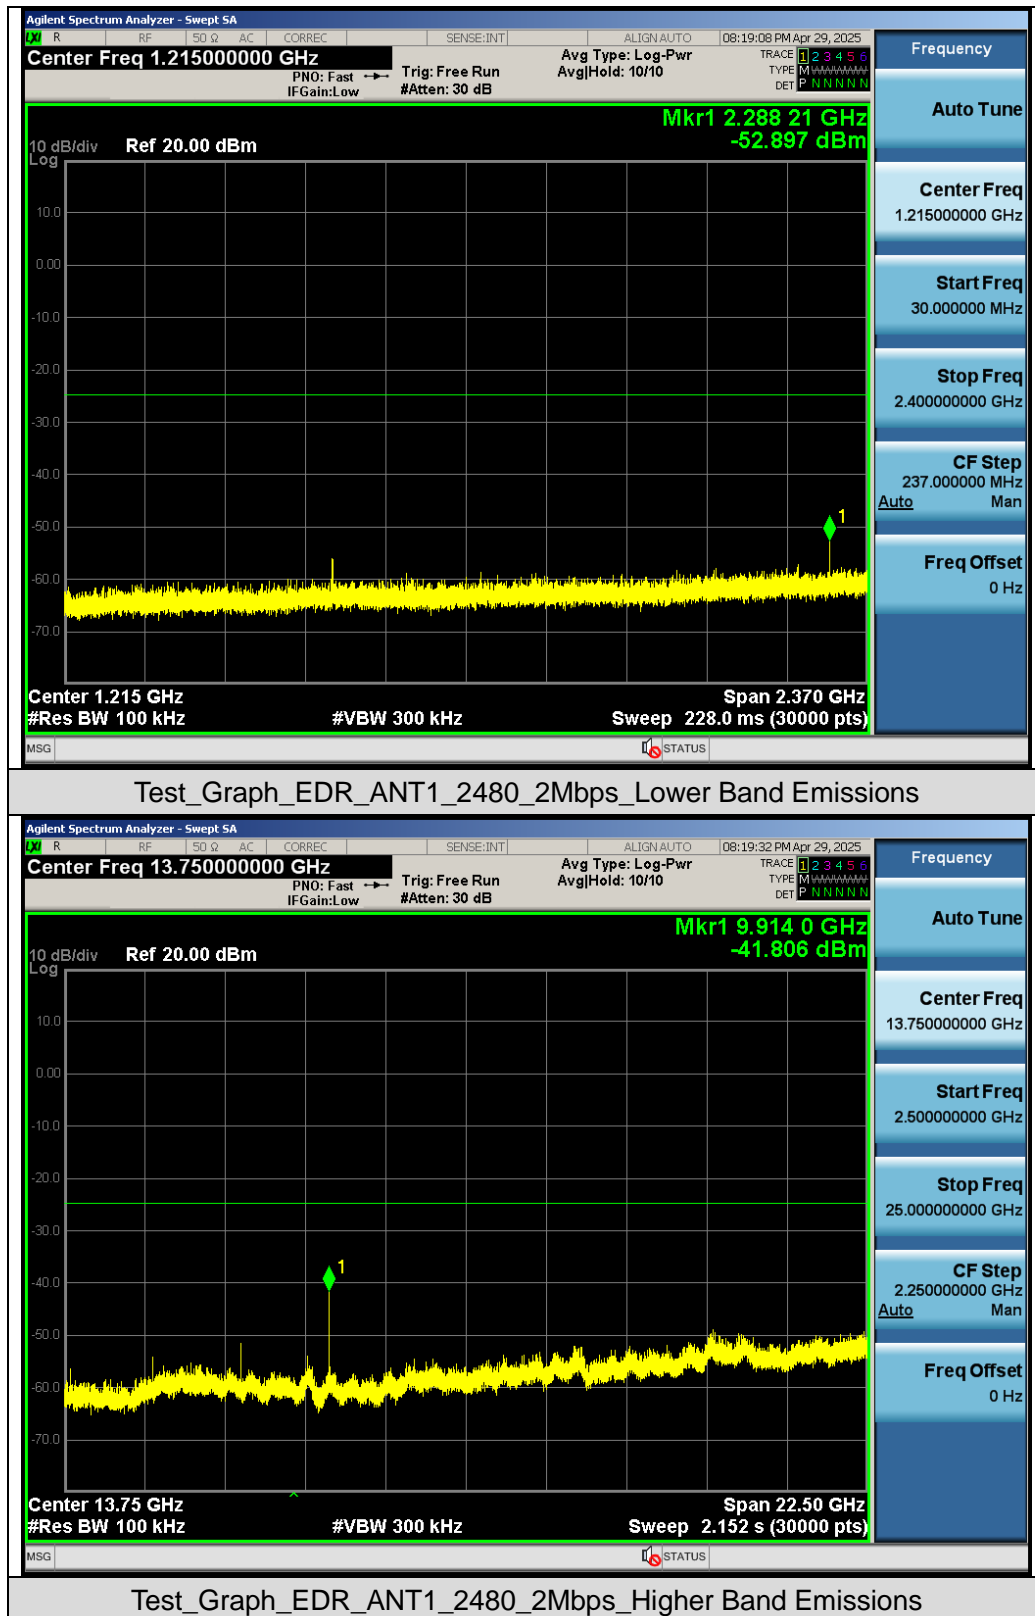 Agilent Spectrum Analyzer - Swept SA
LXI R RF 50 Ω AC CORREC SENSE:INT ALIGN AUTO 08:19:08 PM Apr 29, 2025
Center Freq 1.215000000 GHz
PNO: Fast
IFGain:Low
Trig: Free Run
#Atten: 30 dB
Avg Type: Log-Pwr
Avg|Hold: 10/10
TRACE 1 2 3 4 5 6
TYPE M
DET P N N N N N
Mkr1 2.288 21 GHz
-52.897 dBm
10 dB/div Ref 20.00 dBm
Log
10.0
0.00
-10.0
-20.0
-30.0
-40.0
-50.0
-60.0
-70.0
1
Center 1.215 GHz Span 2.370 GHz
#Res BW 100 kHz #VBW 300 kHz Sweep 228.0 ms (30000 pts)
MSG STATUS
Frequency
Auto Tune
Center Freq
1.215000000 GHz
Start Freq
30.000000 MHz
Stop Freq
2.400000000 GHz
CF Step
237.000000 MHz
Auto Man
Freq Offset
0 Hz
Test_Graph_EDR_ANT1_2480_2Mbps_Lower Band Emissions
Agilent Spectrum Analyzer - Swept SA
LXI R RF 50 Ω AC CORREC SENSE:INT ALIGN AUTO 08:19:32 PM Apr 29, 2025
Center Freq 13.750000000 GHz
PNO: Fast
IFGain:Low
Trig: Free Run
#Atten: 30 dB
Avg Type: Log-Pwr
Avg|Hold: 10/10
TRACE 1 2 3 4 5 6
TYPE M
DET P N N N N N
Mkr1 9.914 0 GHz
-41.806 dBm
10 dB/div Ref 20.00 dBm
Log
10.0
0.00
-10.0
-20.0
-30.0
-40.0
-50.0
-60.0
-70.0
1
Center 13.75 GHz Span 22.50 GHz
#Res BW 100 kHz #VBW 300 kHz Sweep 2.152 s (30000 pts)
MSG STATUS
Frequency
Auto Tune
Center Freq
13.750000000 GHz
Start Freq
2.500000000 GHz
Stop Freq
25.000000000 GHz
CF Step
2.250000000 GHz
Auto Man
Freq Offset
0 Hz
Test_Graph_EDR_ANT1_2480_2Mbps_Higher Band Emissions